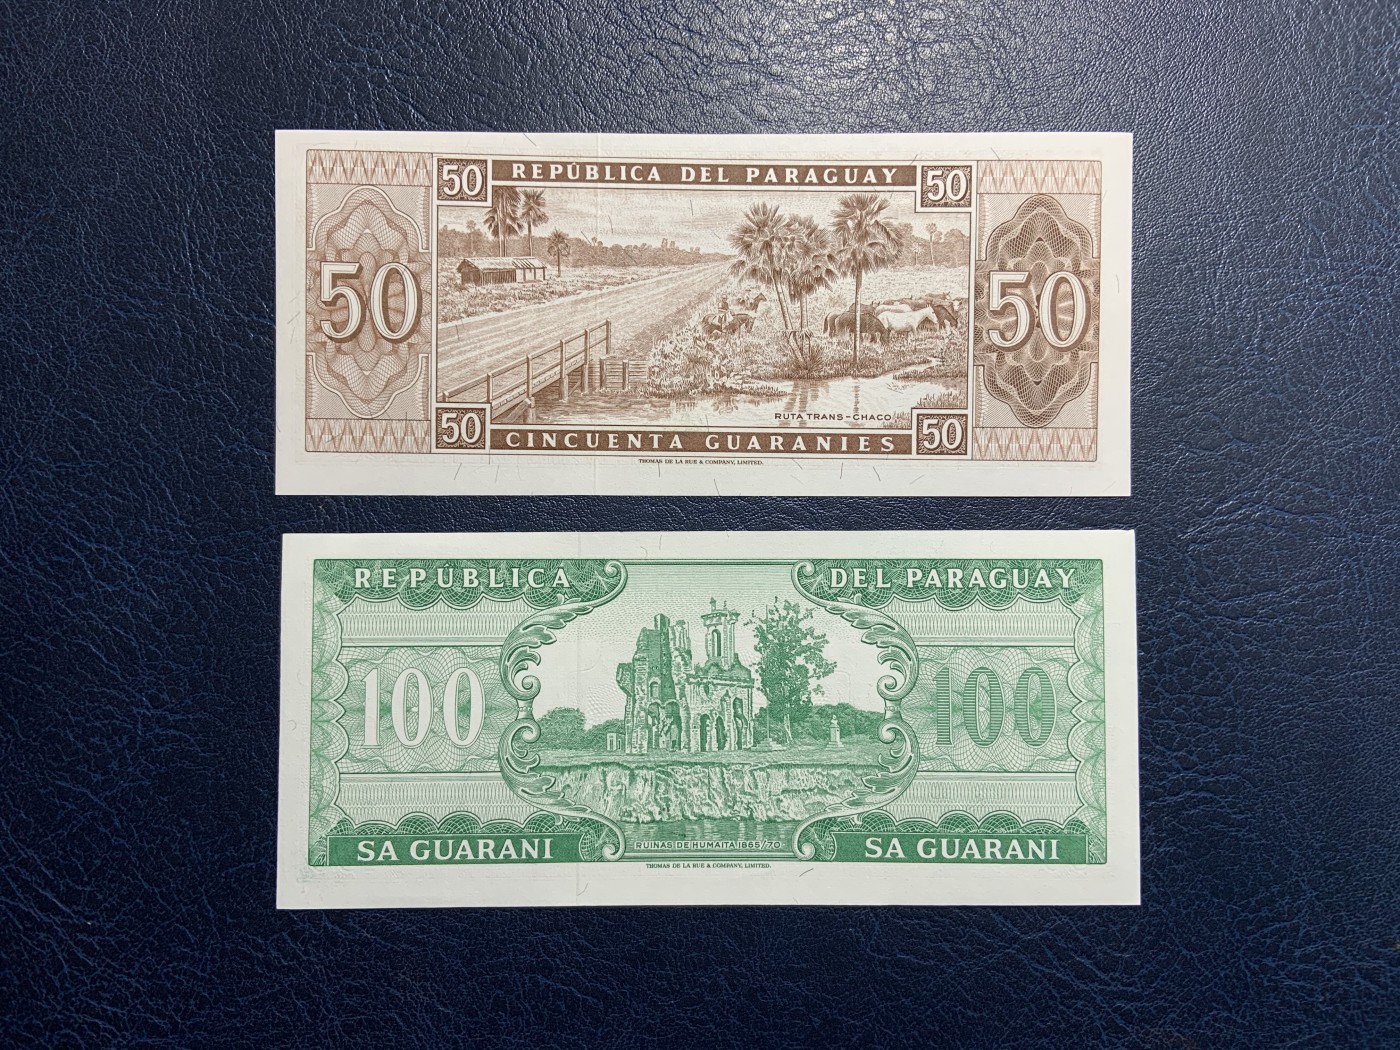 50 REPÚBLICA DEL PARAGUAY 50
50 50
RUTA TRANS-CHACO
50 CINCUENTA GUARANIES 50
THOMAS DE LA RUE & COMPANY, LIMITED.
REPÚBLICA DEL PARAGUAY
100 100
RUINAS DE HUMAITA 1865/70
SA GUARANI SA GUARANI
THOMAS DE LA RUE & COMPANY, LIMITED.